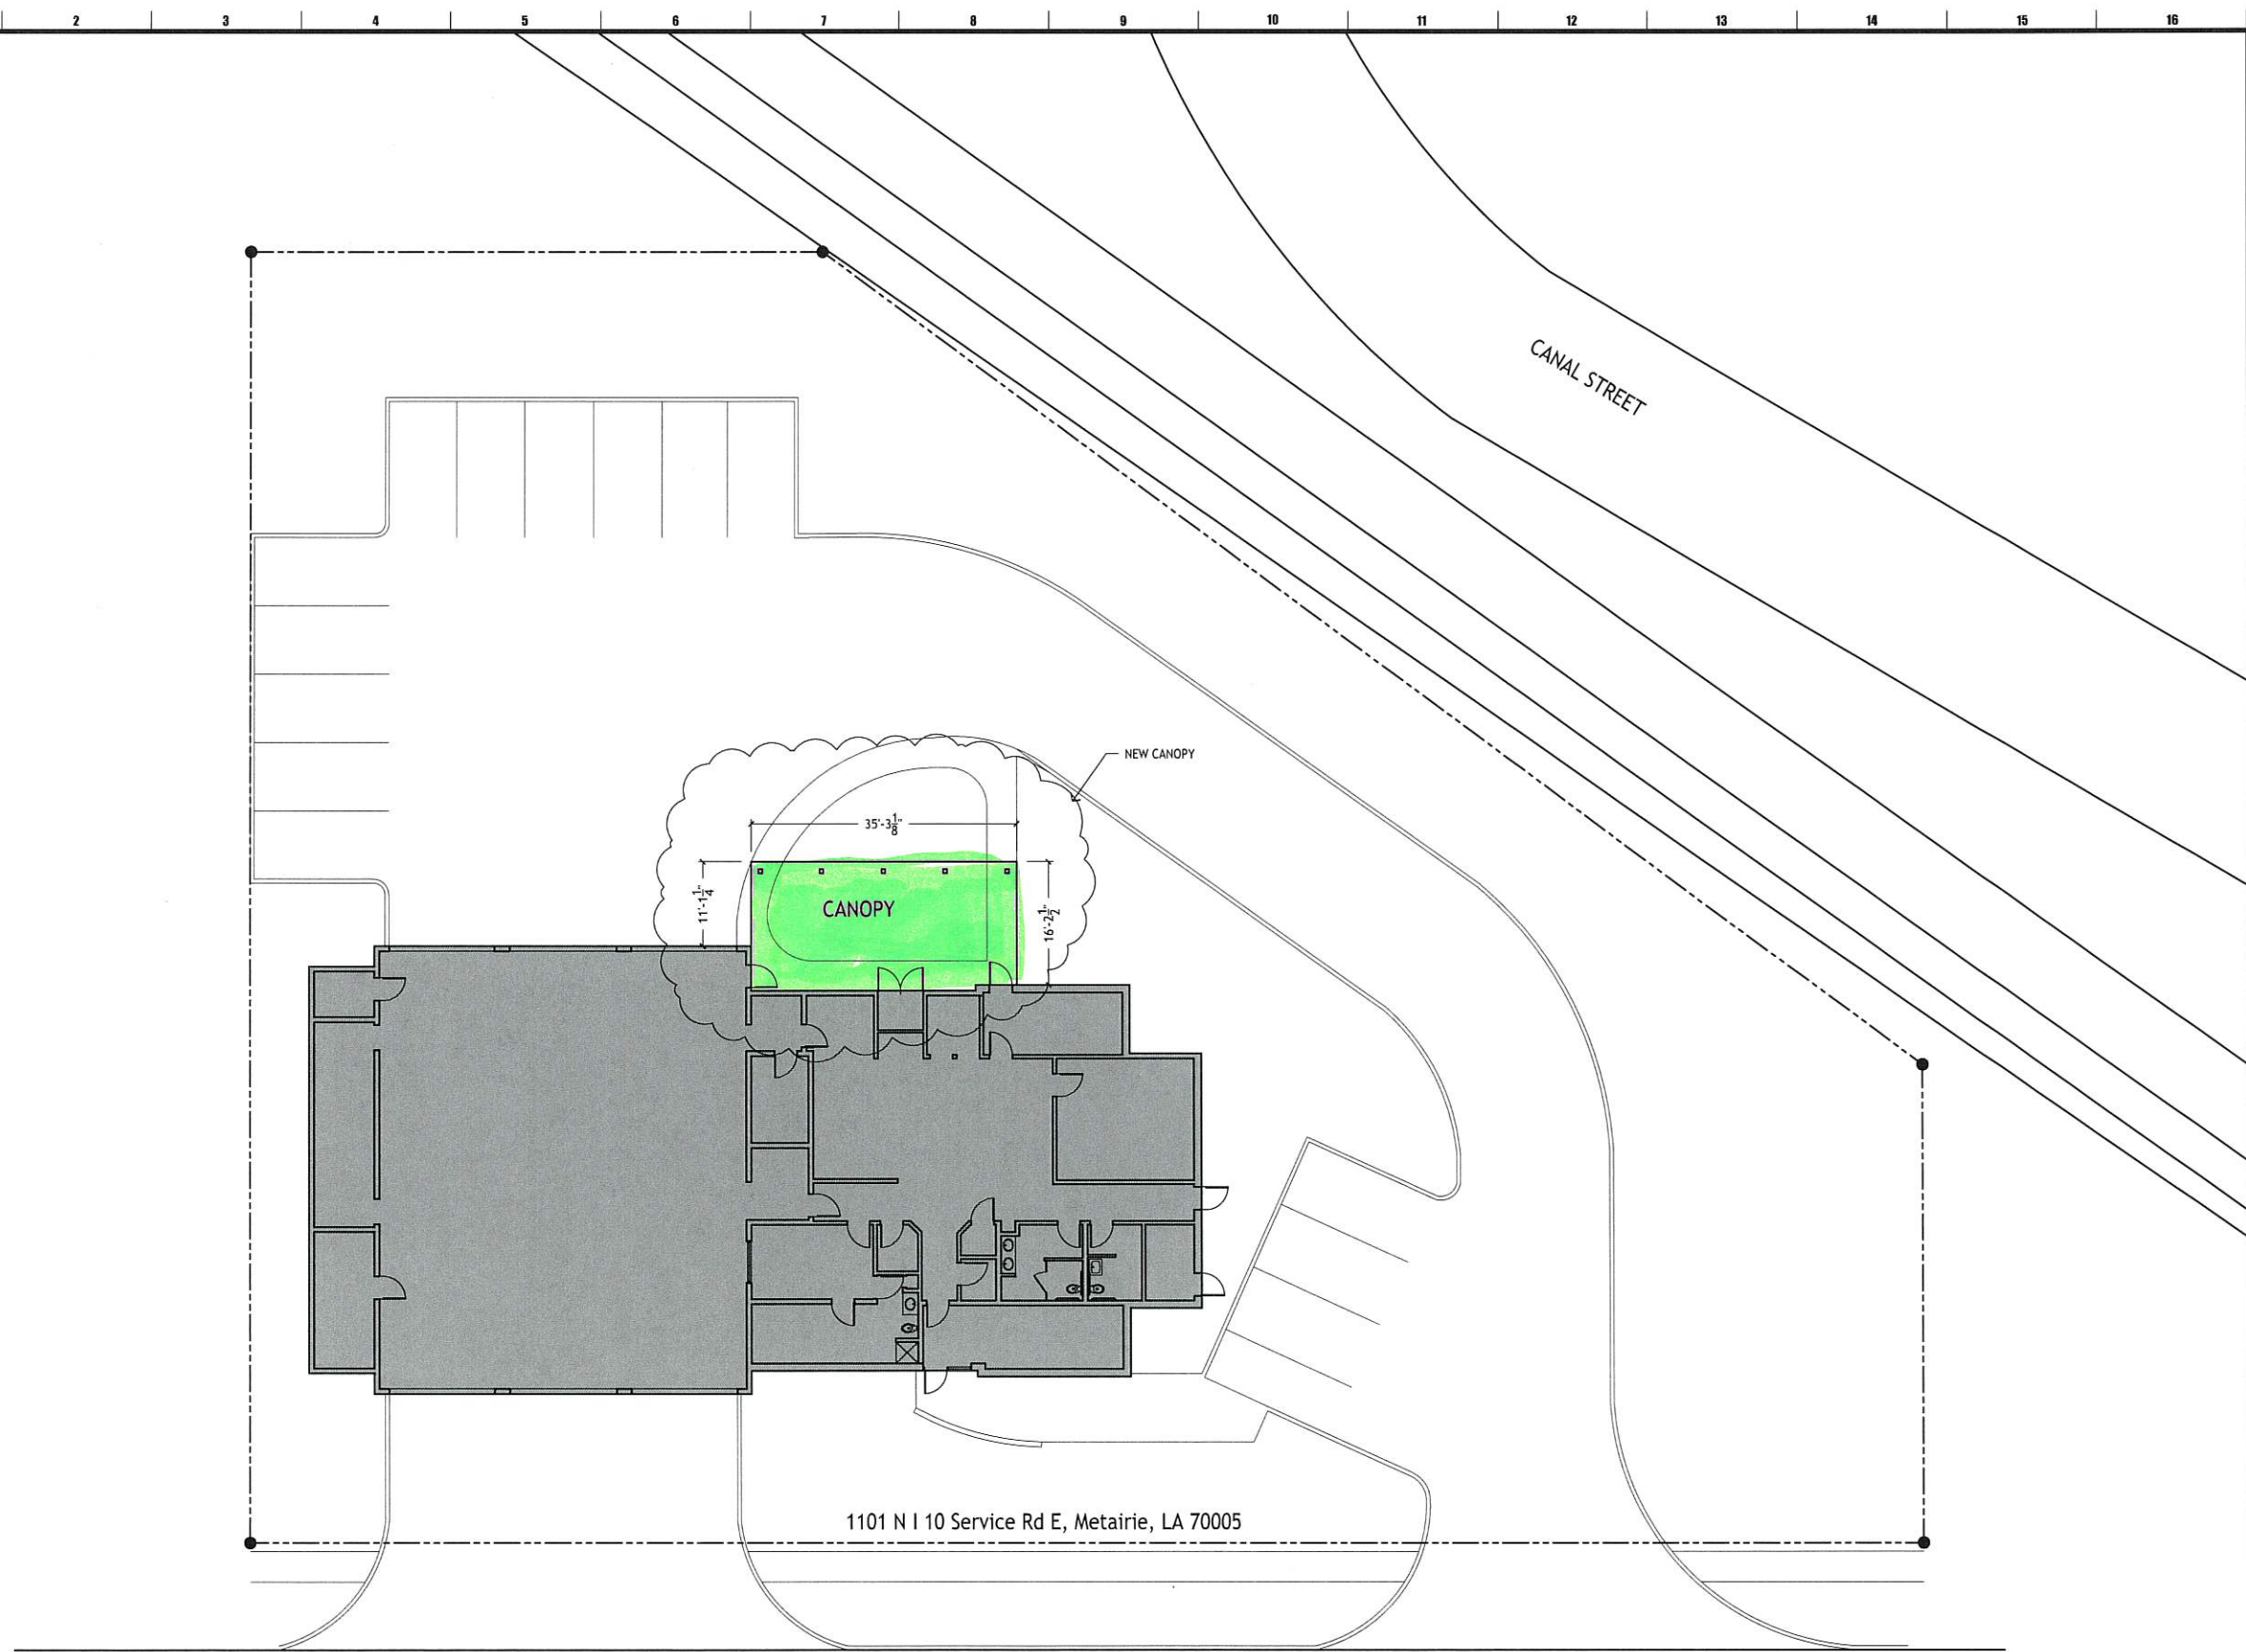 2 3 4 5 6 7 8 9 10 11 12 13 14 15 16
CANAL STREET
NEW CANOPY
35'-3 1/8"
11'-1 1/4"
CANOPY
16'-2 1/2"
1101 N I 10 Service Rd E, Metairie, LA 70005